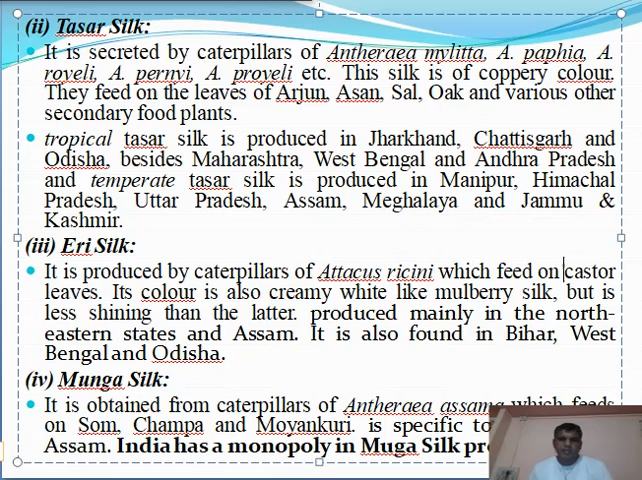 (ii) Tasar Silk:
It is secreted by caterpillars of Antheraea mylitta, A. paphia, A.
royeli, A. pernvi, A. proyeli etc. This silk is of coppery colour.
They feed on the leaves of Arjun, Asan, Sal, Oak and various other
secondary food plants.
tropical tasar silk is produced in Jharkhand, Chattisgarh and
Odisha, besides Maharashtra, West Bengal and Andhra Pradesh
and temperate tasar silk is produced in Manipur, Himachal
Pradesh, Uttar Pradesh, Assam, Meghalaya and Jammu &
Kashmir.
(iii) Eri Silk:
It is produced by caterpillars of Attacus ricini which feed on castor
leaves. Its colour is also creamy white like mulberry silk, but is
less shining than the latter. produced mainly in the north-
eastern states and Assam. It is also found in Bihar, West
Bengal and Odisha.
(iv) Munga Silk:
It is obtained from caterpillars of Antheraea assama which feeds
on Som, Champa and Moyankuri. is specific to
Assam. India has a monopoly in Muga Silk